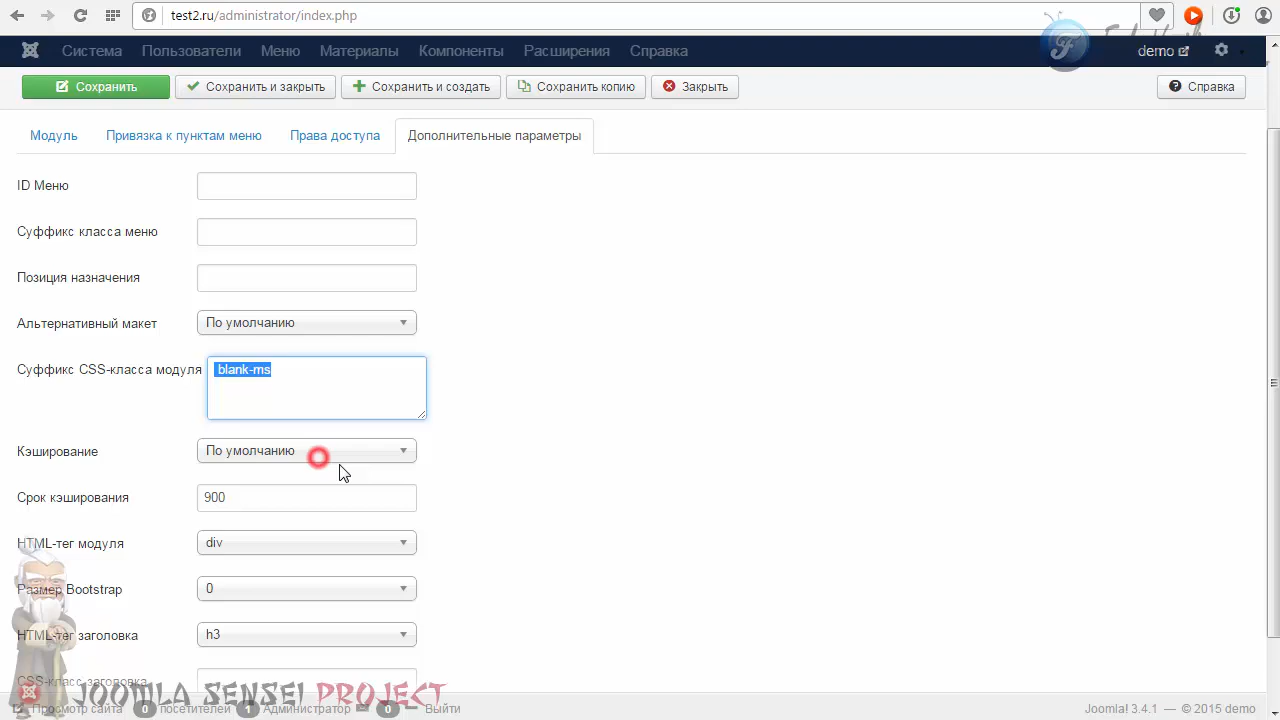 test2.ru/administrator/index.php
Система Пользователи Меню Материалы Компоненты Расширения Справка demo
Сохранить Сохранить и закрыть Сохранить и создать Сохранить копию Закрыть Справка
Модуль Привязка к пунктам меню Права доступа Дополнительные параметры
ID Меню
Суффикс класса меню
Позиция назначения
Альтернативный макет По умолчанию
Суффикс CSS-класса модуля blank-ms
Кэширование По умолчанию
Срок кэширования 900
HTML-тег модуля div
Размер Bootstrap 0
HTML-тег заголовка h3
CSS-класс заголовка
JOOMLA SENSEI PROJECT
Просмотр сайта 0 посетителей 1 Администратор 0 Выйти Joomla! 3.4.1 — © 2015 demo